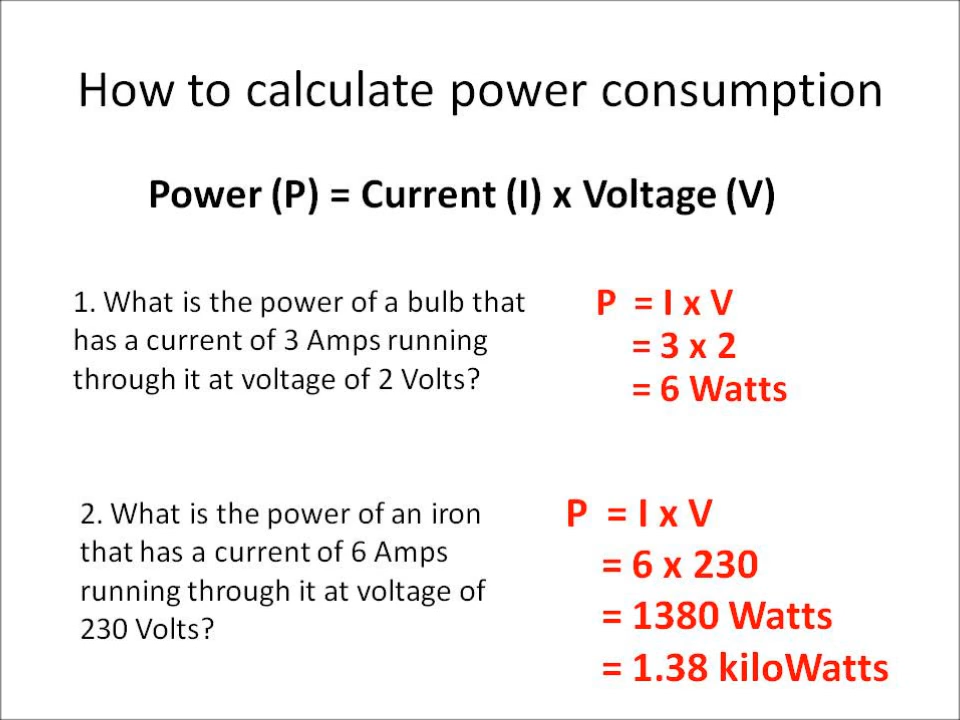 How to calculate power consumption
Power (P) = Current (I) x Voltage (V)
1. What is the power of a bulb that
has a current of 3 Amps running
through it at voltage of 2 Volts?
P = I x V
= 3 x 2
= 6 Watts
2. What is the power of an iron
that has a current of 6 Amps
running through it at voltage of
230 Volts?
P = I x V
= 6 x 230
= 1380 Watts
= 1.38 kiloWatts